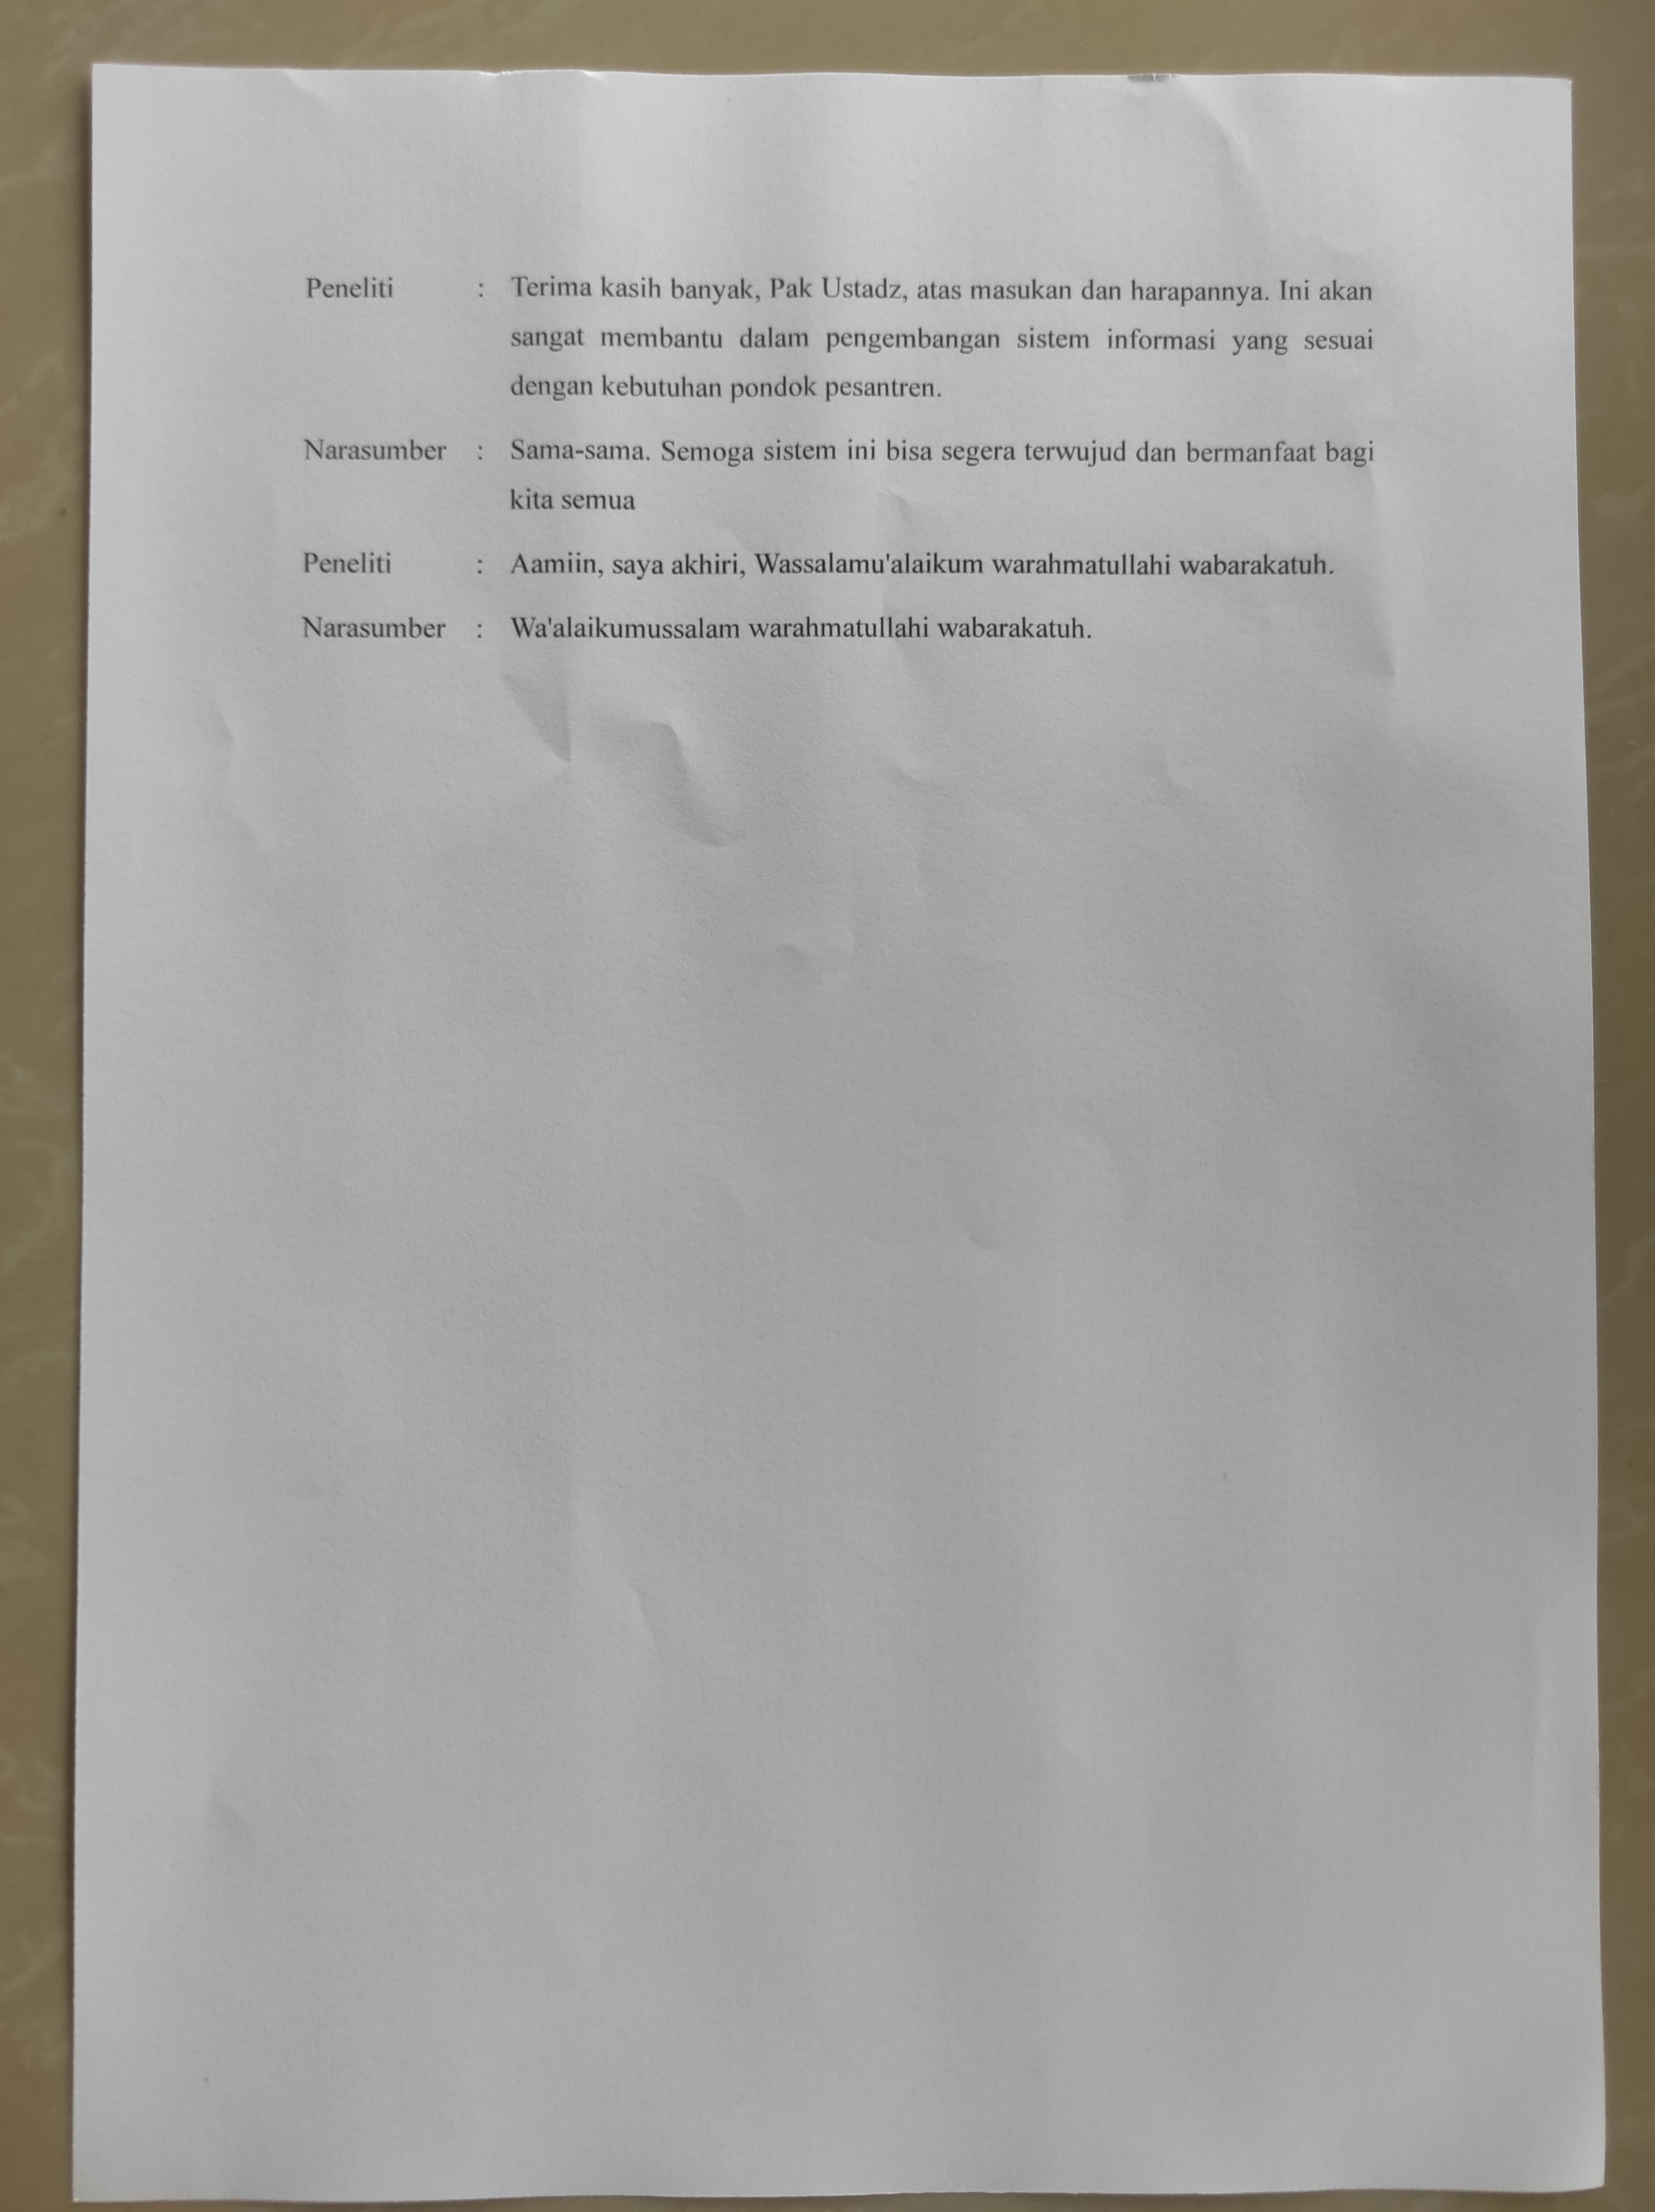 Peneliti : Terima kasih banyak, Pak Ustadz, atas masukan dan harapannya. Ini akan
sangat membantu dalam pengembangan sistem informasi yang sesuai
dengan kebutuhan pondok pesantren.
Narasumber : Sama-sama. Semoga sistem ini bisa segera terwujud dan bermanfaat bagi
kita semua
Peneliti : Aamiin, saya akhiri, Wassalamu'alaikum warahmatullahi wabarakatuh.
Narasumber : Wa'alaikumussalam warahmatullahi wabarakatuh.